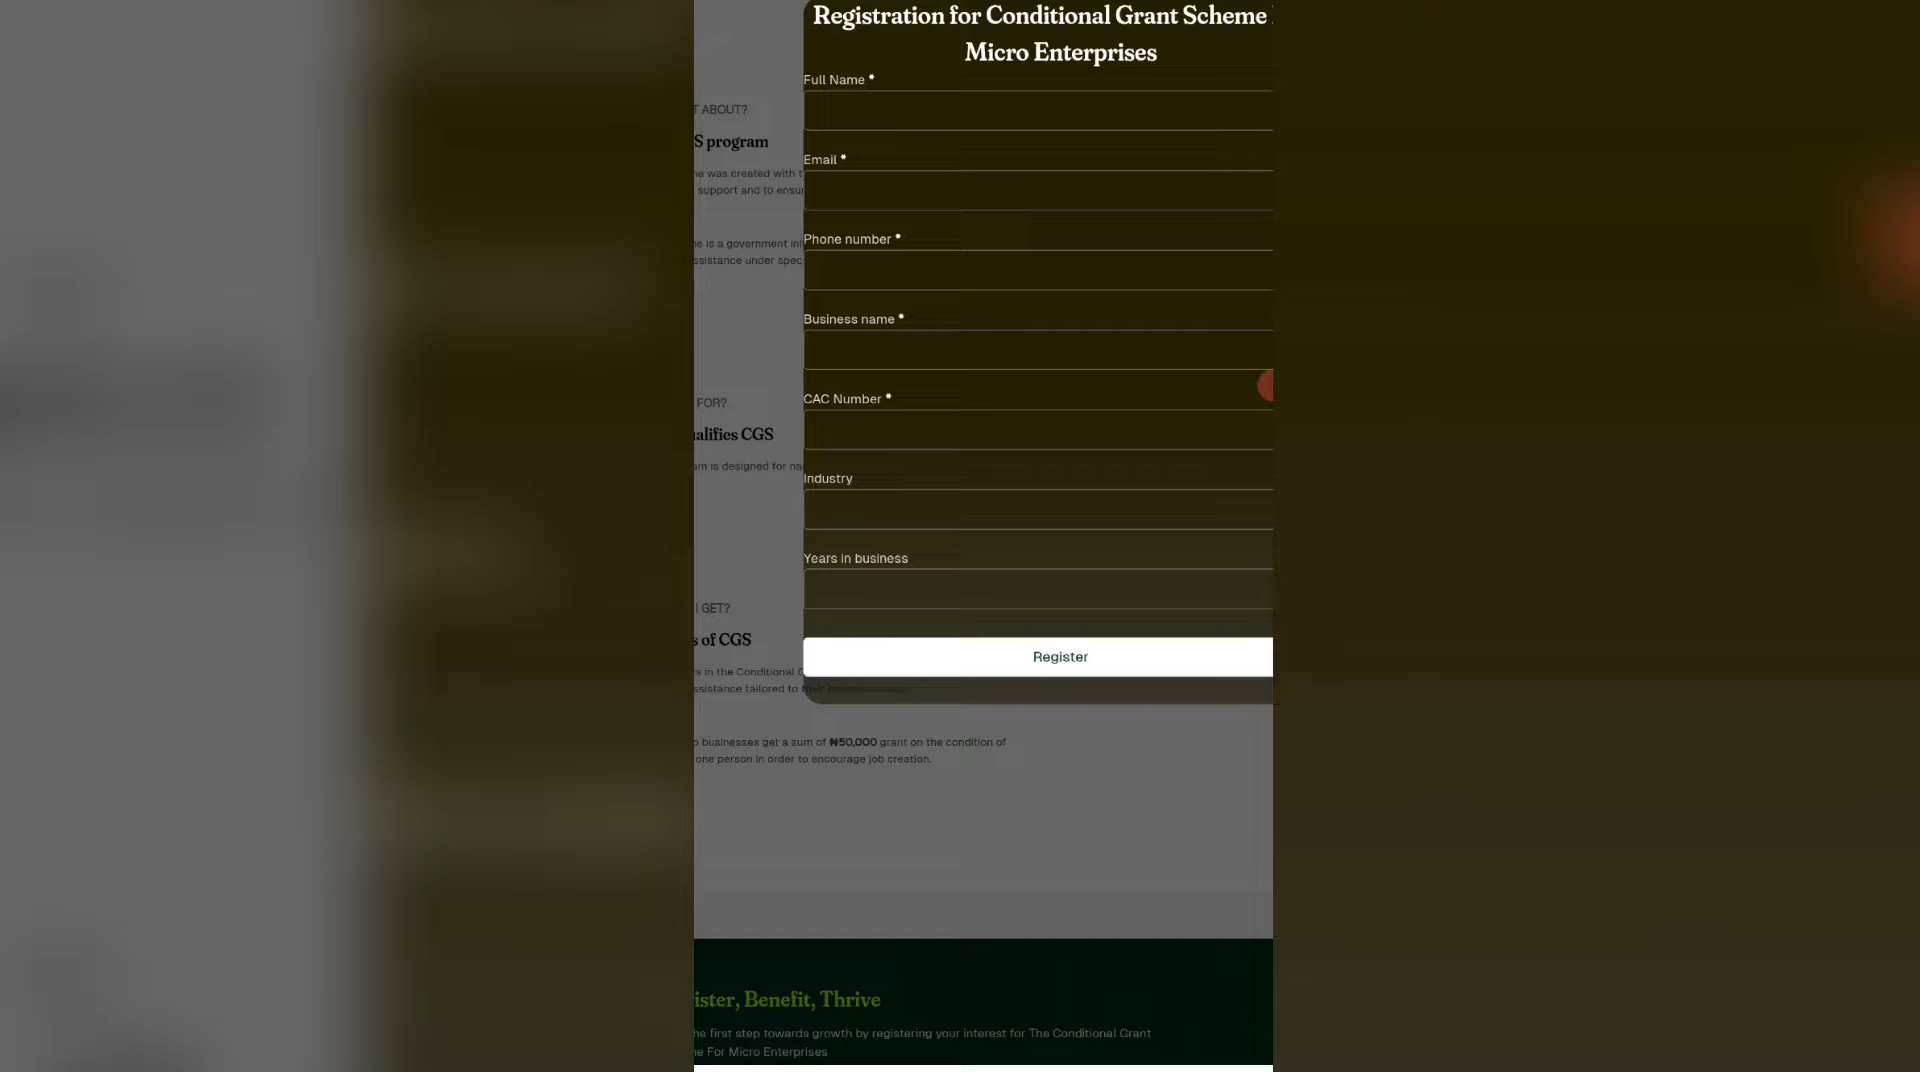 Registration for Conditional Grant Scheme
Micro Enterprises
Full Name *
Email *
Phone number *
Business name *
CAC Number *
Industry
Years in business
Register
ABOUT?
S program
was created with
support and to ensur
is a government
ssistance under spec
FOR?
alifies CGS
is designed for na
GET?
s of CGS
in the Conditional
ssistance tailored to their
businesses get a sum of ₦50,000 grant on the condition of
one person in order to encourage job creation.
ister, Benefit, Thrive
he first step towards growth by registering your interest for The Conditional Grant
For Micro Enterprises